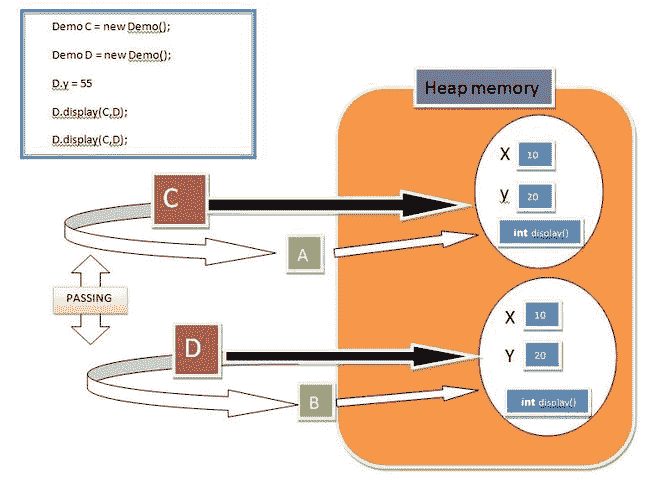 Demo C = new Demo();
Demo D = new Demo();
D.y = 55
D.display(C,D);
D.display(C,D);
Heap memory
X 10
y 20
int display()
C
A
PASSING
X 10
Y 20
int display()
D
B